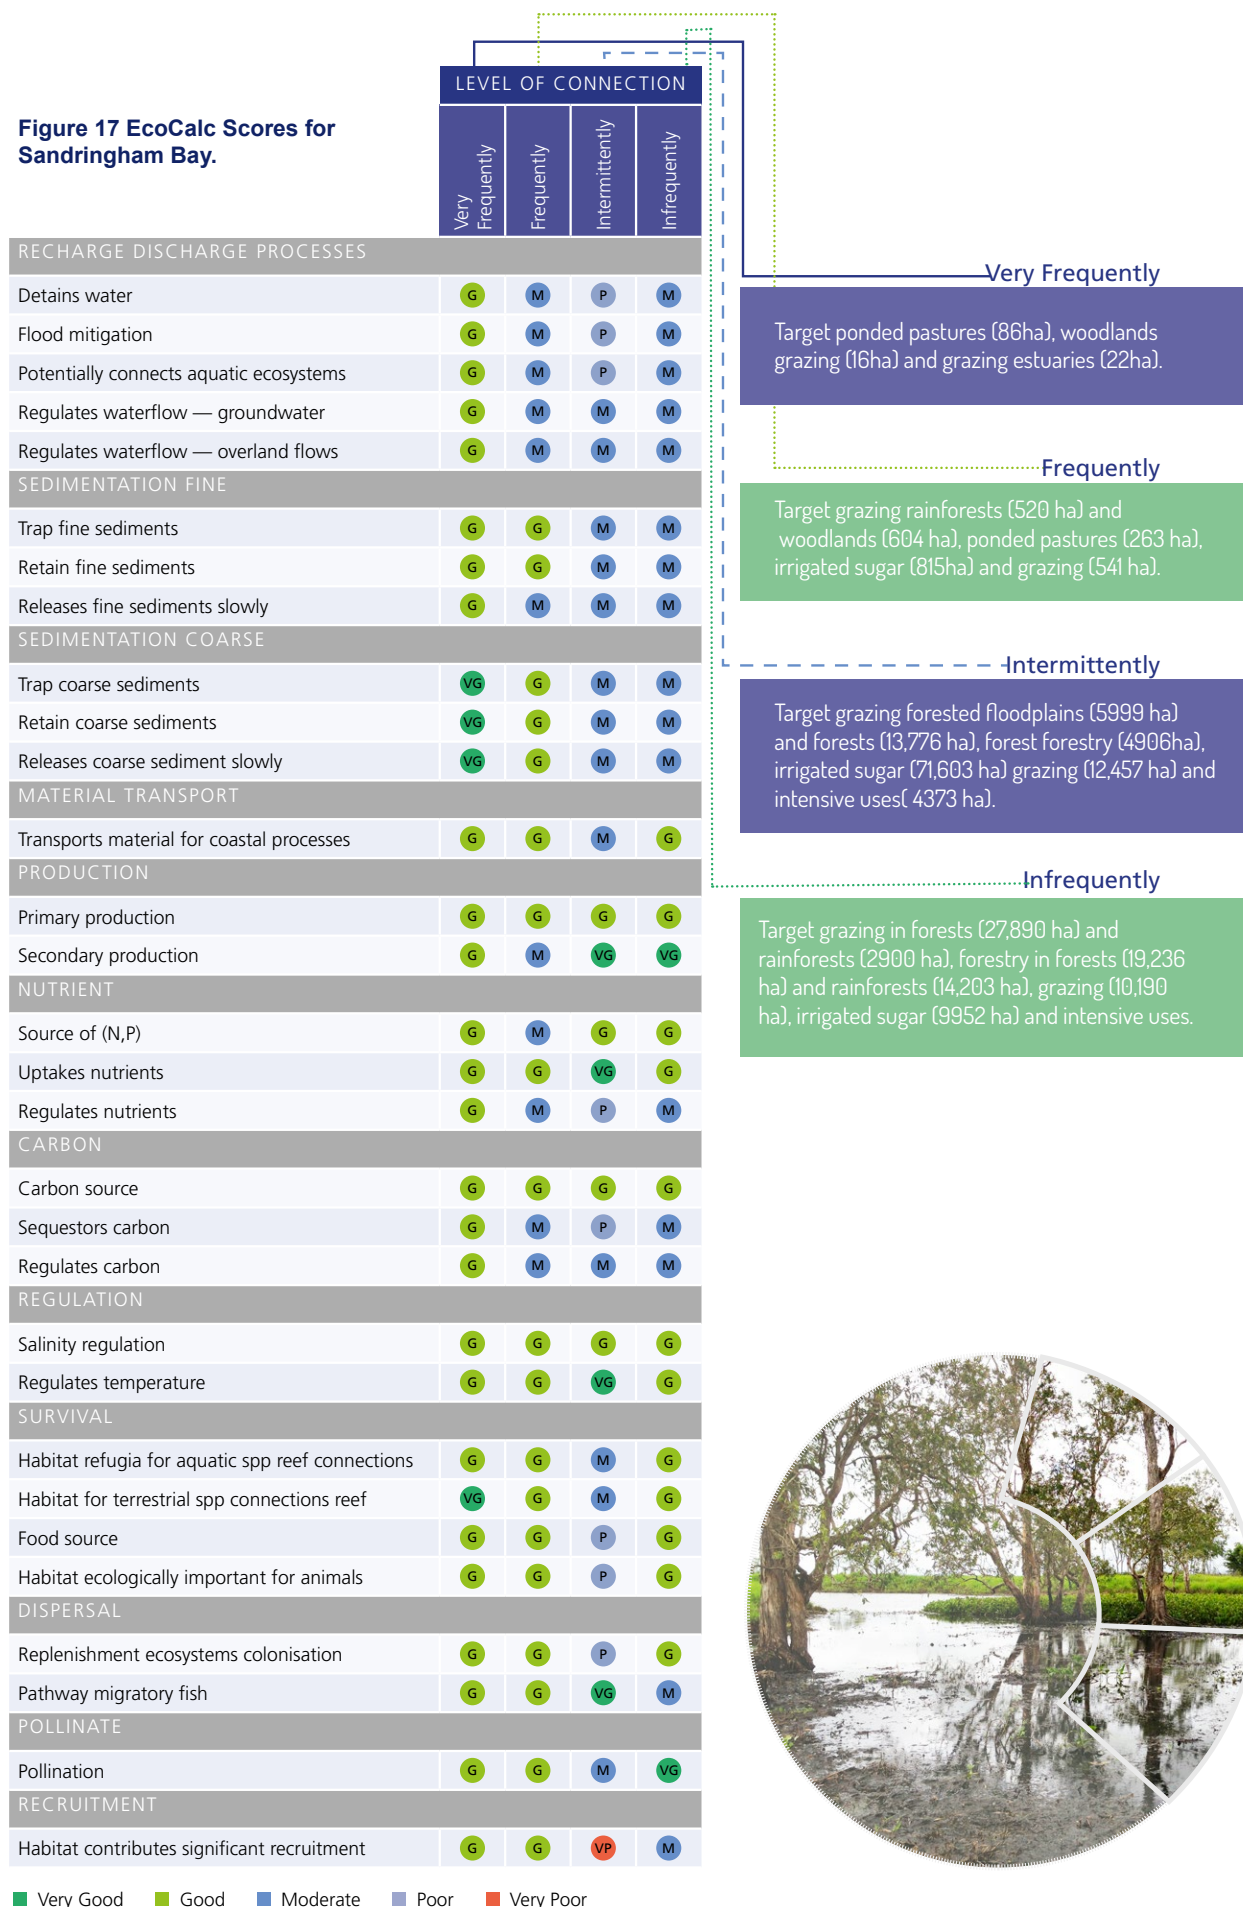 LEVEL OF CONNECTION
Figure 17 EcoCalc Scores for
Sandringham Bay.
Very
Frequently
Frequently
Intermittently
Infrequently
RECHARGE DISCHARGE PROCESSES
Detains water G M P M
Flood mitigation G M P M
Potentially connects aquatic ecosystems G M P M
Regulates waterflow — groundwater G M M M
Regulates waterflow — overland flows G M M M
SEDIMENTATION FINE
Trap fine sediments G G M M
Retain fine sediments G G M M
Releases fine sediments slowly G M M M
SEDIMENTATION COARSE
Trap coarse sediments VG G M M
Retain coarse sediments VG G M M
Releases coarse sediment slowly VG G M M
MATERIAL TRANSPORT
Transports material for coastal processes G G M G
PRODUCTION
Primary production G G G G
Secondary production G M VG VG
NUTRIENT
Source of (N,P) G M G G
Uptakes nutrients G G VG G
Regulates nutrients G M P M
CARBON
Carbon source G G G G
Sequestors carbon G M P M
Regulates carbon G M M M
REGULATION
Salinity regulation G G G G
Regulates temperature G G VG G
SURVIVAL
Habitat refugia for aquatic spp reef connections G G M G
Habitat for terrestrial spp connections reef VG G M G
Food source G G P G
Habitat ecologically important for animals G G P G
DISPERSAL
Replenishment ecosystems colonisation G G P G
Pathway migratory fish G G VG M
POLLINATE
Pollination G G M VG
RECRUITMENT
Habitat contributes significant recruitment G G VP M
Very Good Good Moderate Poor Very Poor
Very Frequently
Target ponded pastures (86ha), woodlands
grazing (16ha) and grazing estuaries (22ha).
Frequently
Target grazing rainforests (520 ha) and
woodlands (604 ha), ponded pastures (263 ha),
irrigated sugar (815ha) and grazing (541 ha).
Intermittently
Target grazing forested floodplains (5999 ha)
and forests (13,776 ha), forest forestry (4906ha),
irrigated sugar (71,603 ha) grazing (12,457 ha) and
intensive uses( 4373 ha).
Infrequently
Target grazing in forests (27,890 ha) and
rainforests (2900 ha), forestry in forests (19,236
ha) and rainforests (14,203 ha), grazing (10,190
ha), irrigated sugar (9952 ha) and intensive uses.